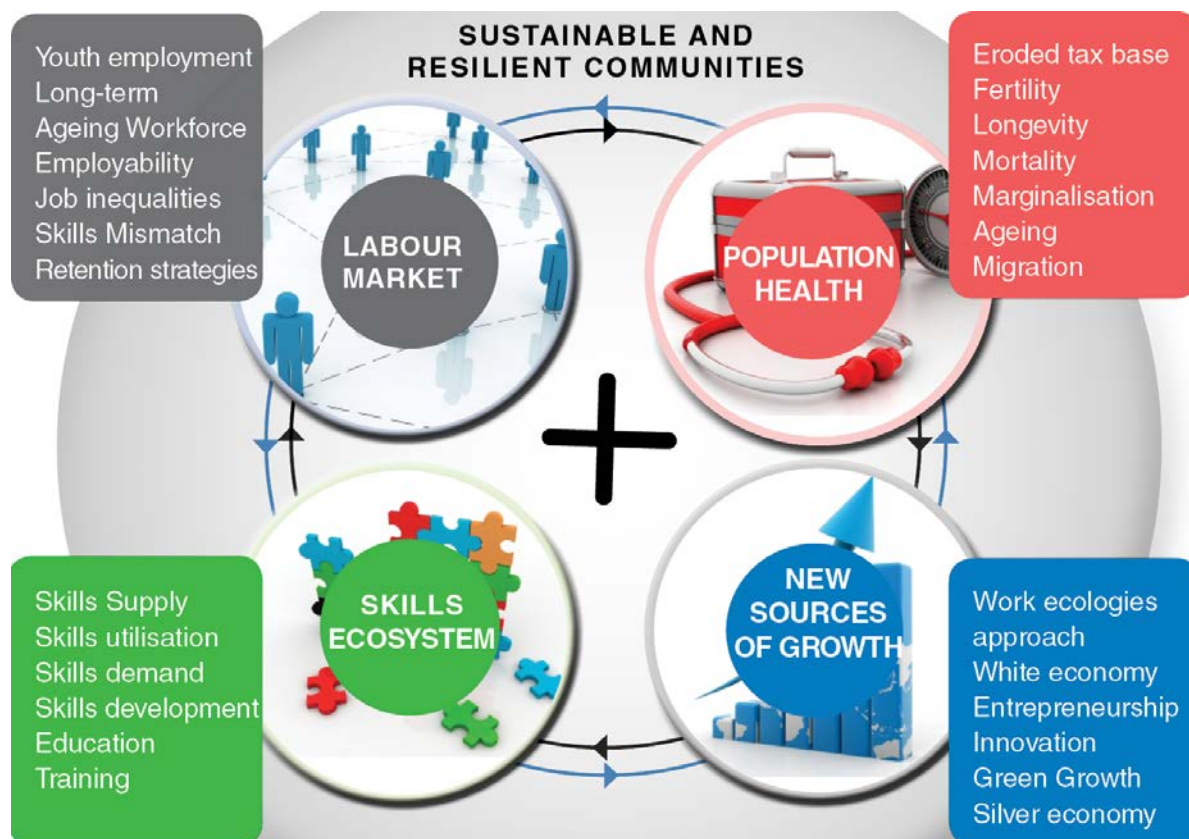 SUSTAINABLE AND
RESILIENT COMMUNITIES
Youth employment
Long-term
Ageing Workforce
Employability
Job inequalities
Skills Mismatch
Retention strategies
LABOUR
MARKET
POPULATION
HEALTH
Eroded tax base
Fertility
Longevity
Mortality
Marginalisation
Ageing
Migration
Skills Supply
Skills utilisation
Skills demand
Skills development
Education
Training
SKILLS
ECOSYSTEM
NEW
SOURCES
OF GROWTH
Work ecologies
approach
White economy
Entrepreneurship
Innovation
Green Growth
Silver economy